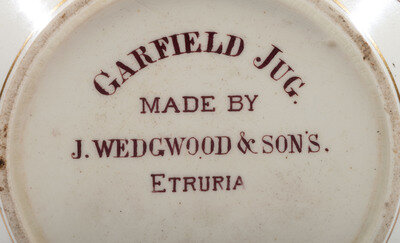 GARFIELD JUG.
MADE BY
J. WEDGWOOD & SON'S.
ETRURIA